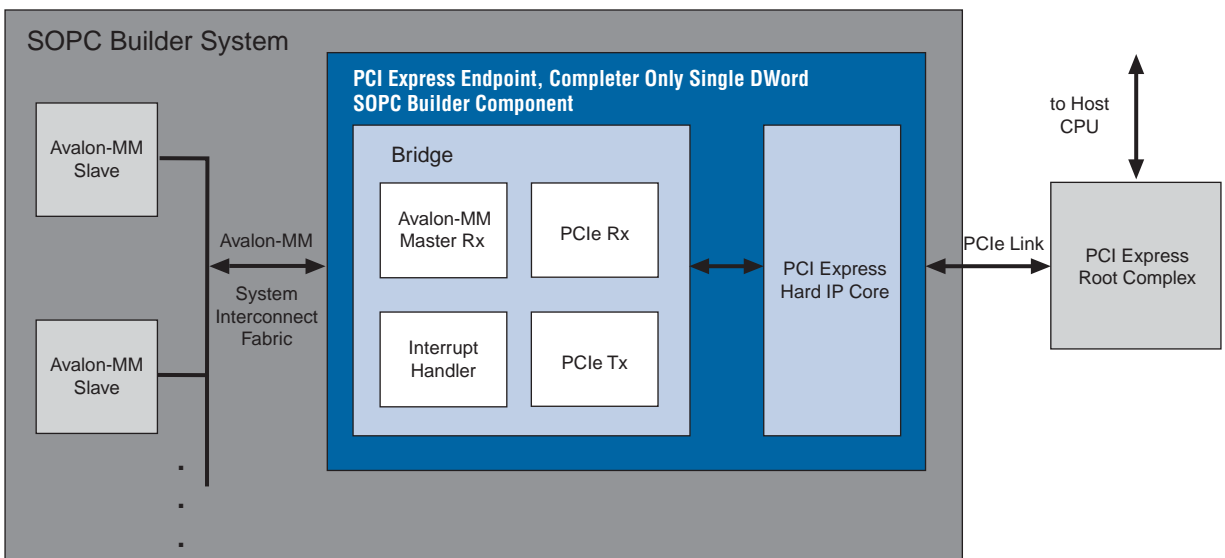 SOPC Builder System
PCI Express Endpoint, Completer Only Single DWord
SOPC Builder Component
Avalon-MM
Slave
Bridge
Avalon-MM
Master Rx
PCIe Rx
Interrupt
Handler
PCIe Tx
Avalon-MM
System
Interconnect
Fabric
Avalon-MM
Slave
PCI Express
Hard IP Core
PCIe Link
to Host
CPU
PCI Express
Root Complex